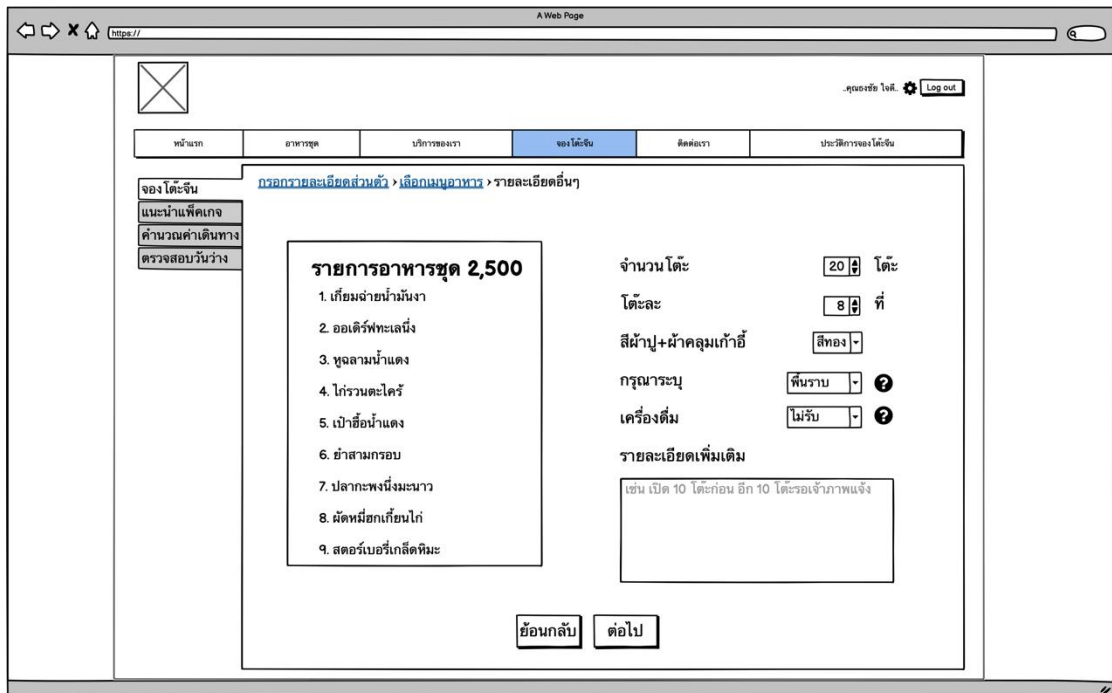 A Web Page
https://
..คุณธงชัย ใจดี.. Log out
หน้าแรก อาหารชุด บริการของเรา จองโต๊ะจีน ติดต่อเรา ประวัติการจองโต๊ะจีน
จองโต๊ะจีน
แนะนำแพ็คเกจ
คำนวณค่าเดินทาง
ตรวจสอบวันว่าง
กรอกรายละเอียดส่วนตัว › เลือกเมนูอาหาร › รายละเอียดอื่นๆ
รายการอาหารชุด 2,500
1. เกี้ยมฉ่ายน้ำมันงา
2. ออเดิร์ฟทะเลนึ่ง
3. หูฉลามน้ำแดง
4. ไก่รวนตะไคร้
5. เป๋าฮื้อน้ำแดง
6. ยำสามกรอบ
7. ปลากะพงนึ่งมะนาว
8. ผัดหมี่ฮกเกี้ยนไก่
9. สตอร์เบอรี่เกล็ดหิมะ
จำนวนโต๊ะ 20 โต๊ะ
โต๊ะละ 8 ที่
สีผ้าปู+ผ้าคลุมเก้าอี้ สีทอง
กรุณาระบุ พื้นราบ ?
เครื่องดื่ม ไม่รับ ?
รายละเอียดเพิ่มเติม
เช่น เปิด 10 โต๊ะก่อน อีก 10 โต๊ะรอเจ้าภาพแจ้ง
ย้อนกลับ ต่อไป